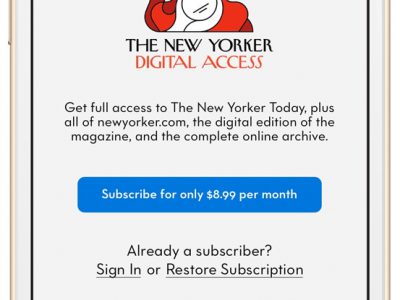 THE NEW YORKER
DIGITAL ACCESS
Get full access to The New Yorker Today, plus
all of newyorker.com, the digital edition of the
magazine, and the complete online archive.
Subscribe for only $8.99 per month
Already a subscriber?
Sign In or Restore Subscription